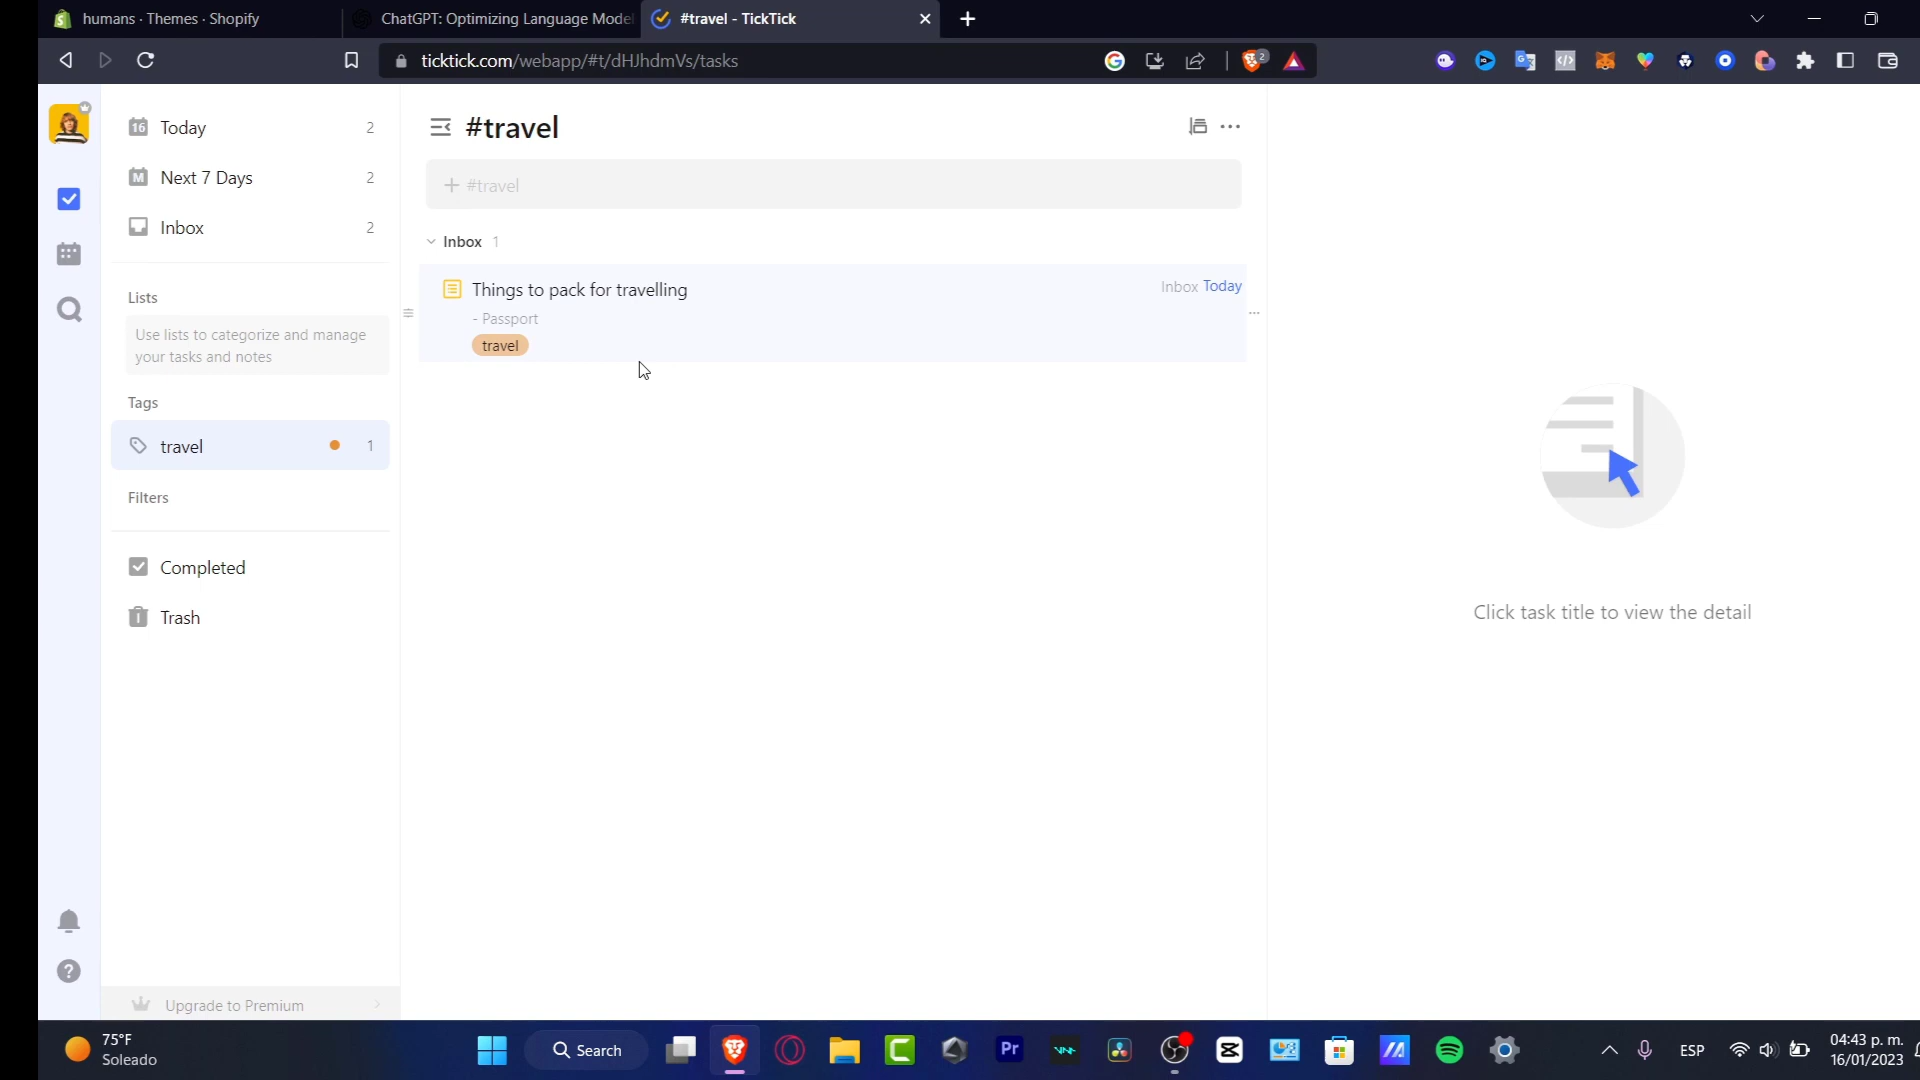 humans · Themes · Shopify
ChatGPT: Optimizing Language Model
#travel - TickTick
ticktick.com/webapp/#t/dHJhdmVs/tasks
2
16 Today 2
M Next 7 Days 2
Inbox 2
Lists
Use lists to categorize and manage
your tasks and notes
Tags
travel 1
Filters
Completed
Trash
Upgrade to Premium
#travel
+ #travel
Inbox 1
Things to pack for travelling
Inbox Today
- Passport
travel
Click task title to view the detail
75°F
Soleado
Search
Pr
ESP
04:43 p. m.
16/01/2023